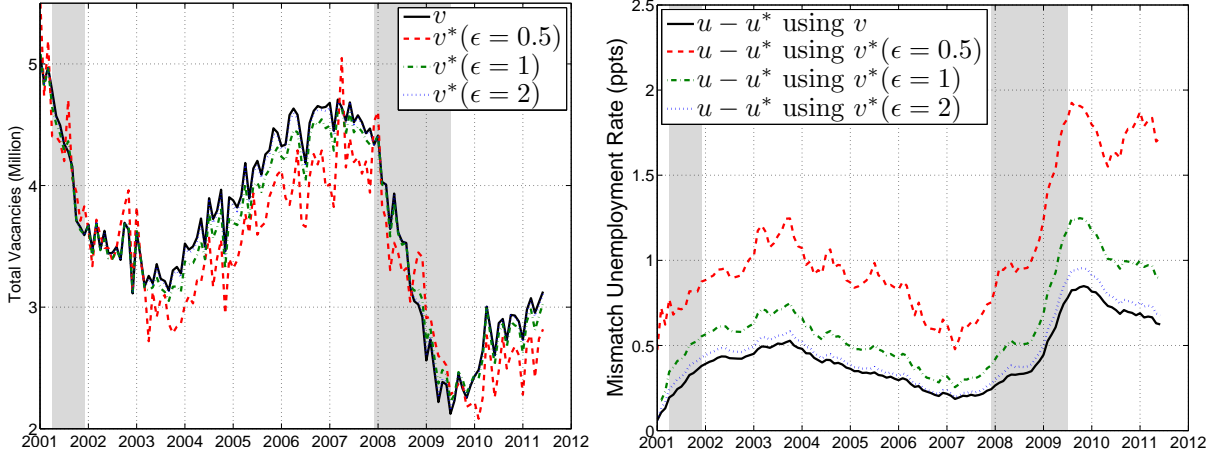 Total Vacancies (Million)
5
4
3
2
2001 2002 2003 2004 2005 2006 2007 2008 2009 2010 2011 2012
v
v*(ϵ = 0.5)
v*(ϵ = 1)
v*(ϵ = 2)
Mismatch Unemployment Rate (ppts)
2.5
2
1.5
1
0.5
0
2001 2002 2003 2004 2005 2006 2007 2008 2009 2010 2011 2012
u − u* using v
u − u* using v*(ϵ = 0.5)
u − u* using v*(ϵ = 1)
u − u* using v*(ϵ = 2)